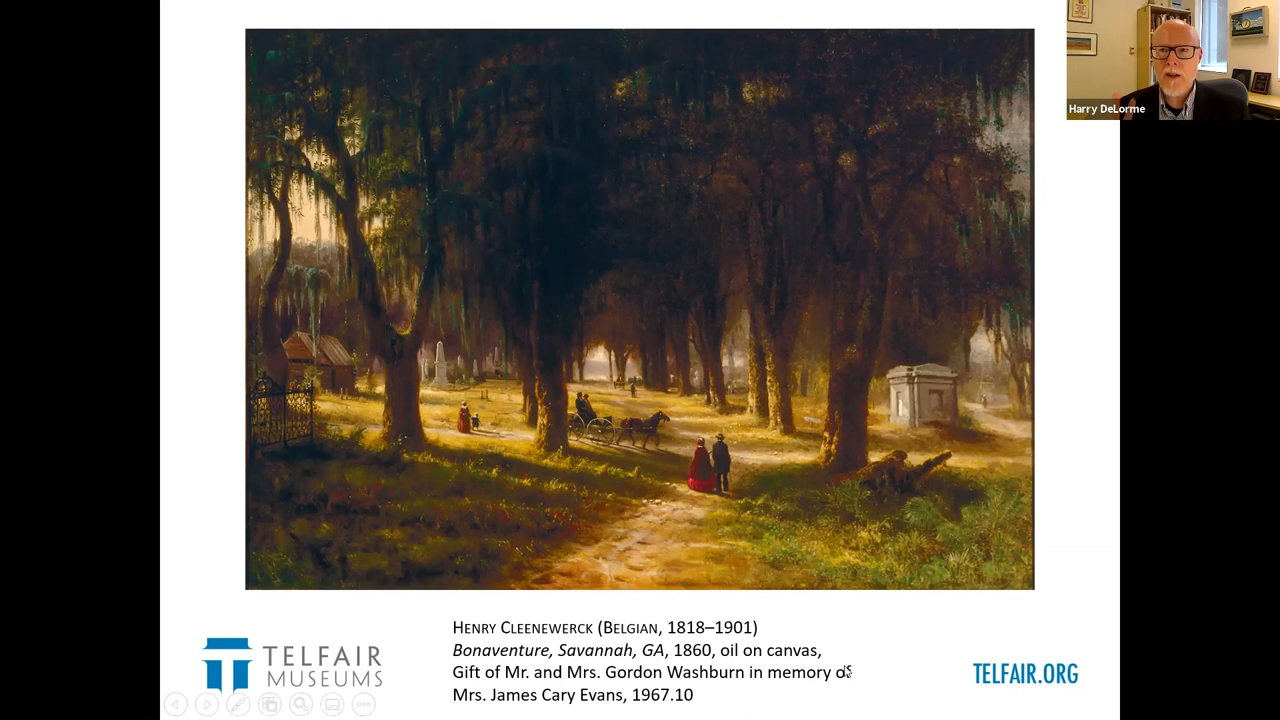 Harry DeLorme
HENRY CLEENEWERCK (BELGIAN, 1818–1901)
Bonaventure, Savannah, GA, 1860, oil on canvas,
Gift of Mr. and Mrs. Gordon Washburn in memory of
Mrs. James Cary Evans, 1967.10
TELFAIR
MUSEUMS
TELFAIR.ORG